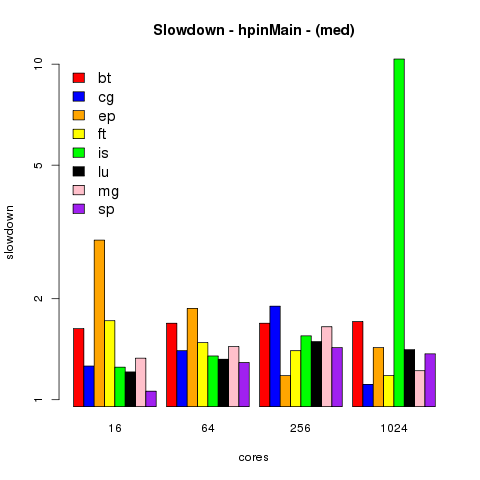 Slowdown - hpinMain - (med)
10
5
2
1
slowdown
bt
cg
ep
ft
is
lu
mg
sp
16 64 256 1024
cores